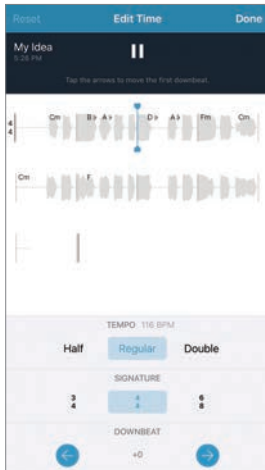 Reset Edit Time Done
My Idea
5:28 PM
Tap the arrows to move the first downbeat.
4
4
Cm B♭ A♭ D♭ A♭ Fm Cm
Cm F
TEMPO 116 BPM
Half Regular Double
SIGNATURE
3 4 6
4 4 8
DOWNBEAT
+0